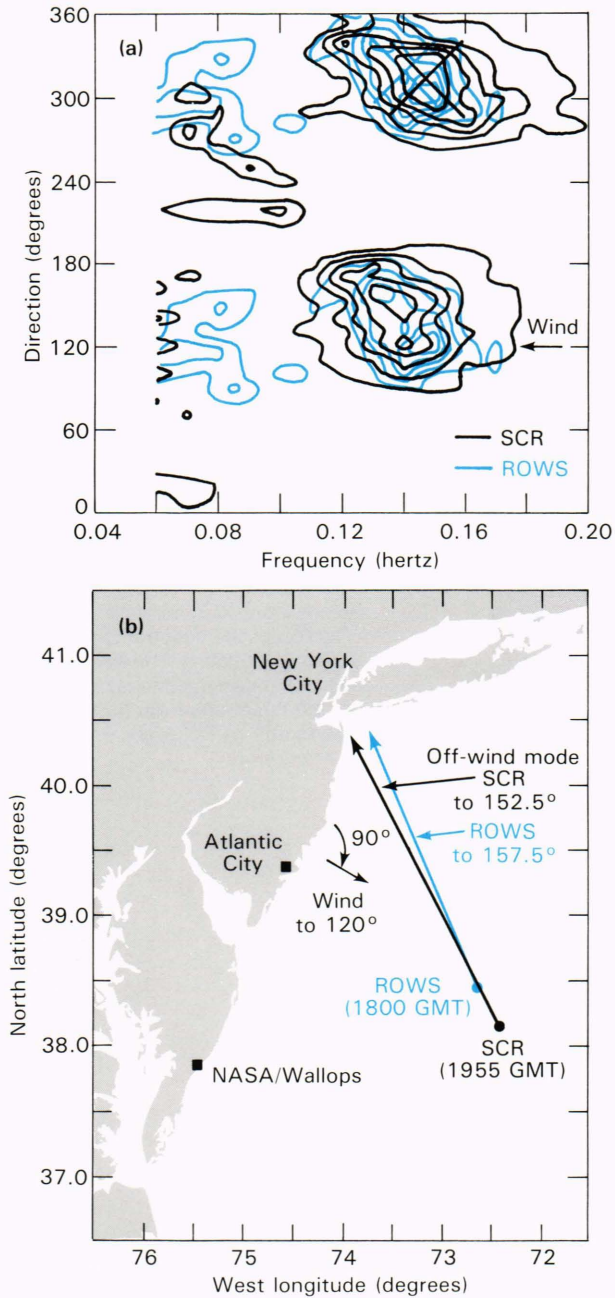 (a)
360
300
240
180
120
60
0
Direction (degrees)
Wind
SCR
ROWS
0.04 0.08 0.12 0.16 0.20
Frequency (hertz)
(b)
41.0
40.0
39.0
38.0
37.0
North latitude (degrees)
New York
City
Off-wind mode
SCR
to 152.5°
ROWS
to 157.5°
Atlantic
City
90°
Wind
to 120°
ROWS
(1800 GMT)
SCR
(1955 GMT)
NASA/Wallops
76 75 74 73 72
West longitude (degrees)